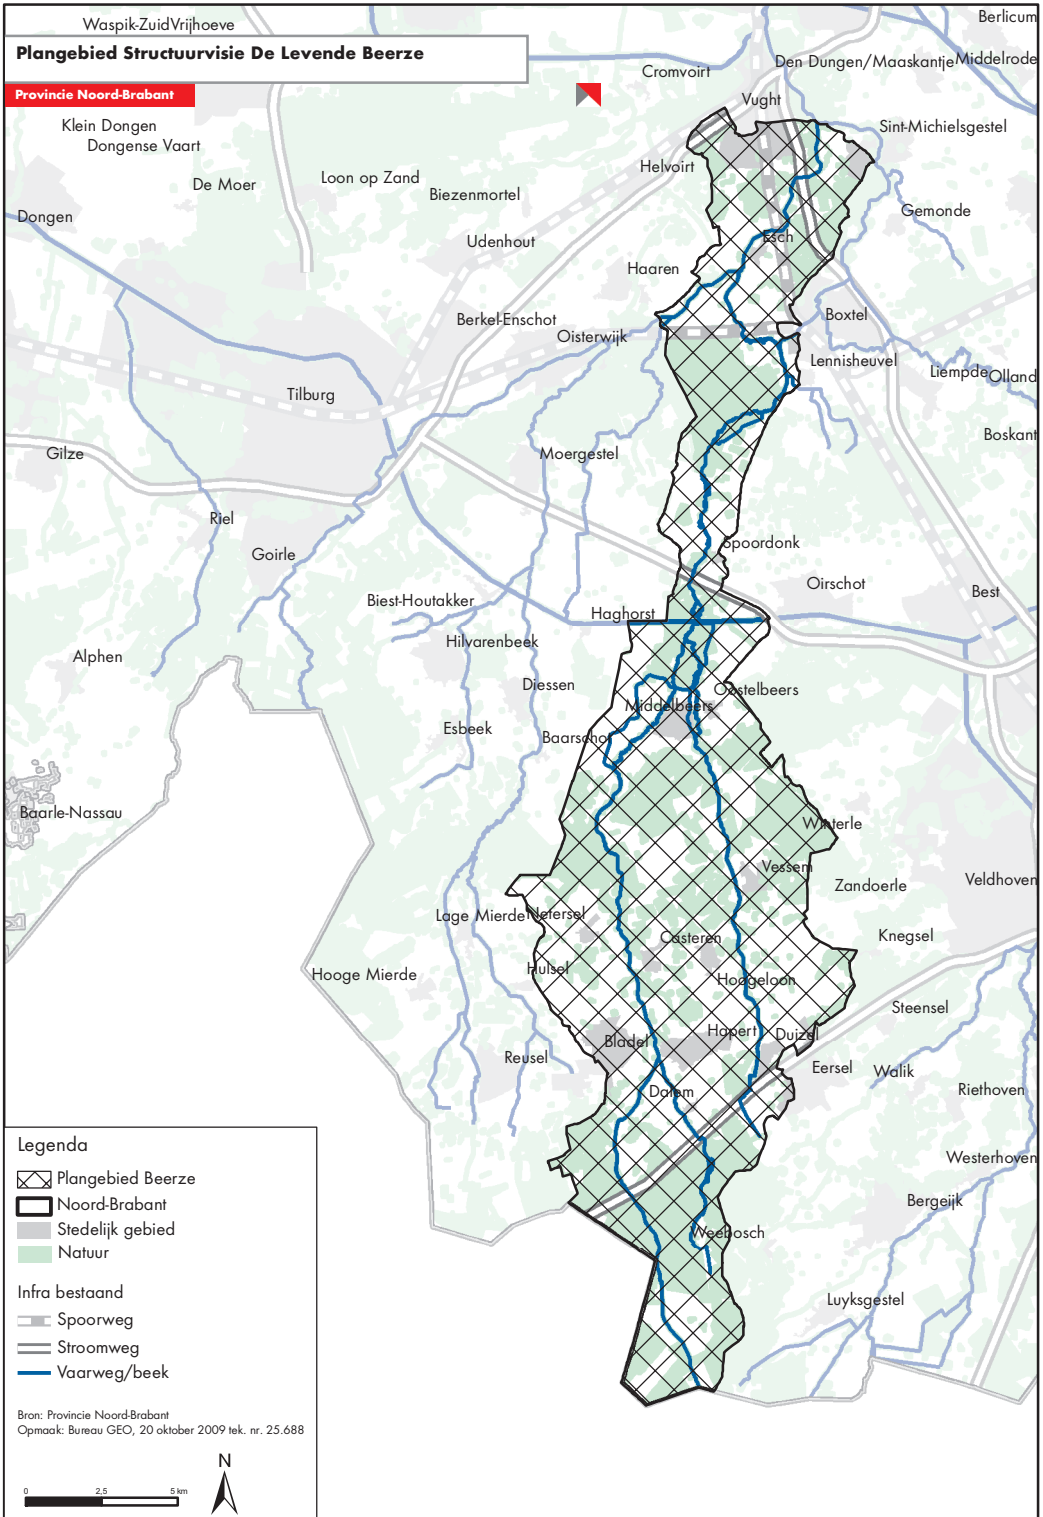 Waspik-Zuid
Vrijhoeve
Berlicum
Plangebied Structuurvisie De Levende Beerze
Den Dungen/Maaskantje
Middelrode
Cromvoirt
Provincie Noord-Brabant
Vught
Klein Dongen
Sint-Michielsgestel
Dongense Vaart
Helvoirt
Loon op Zand
De Moer
Biezenmortel
Gemonde
Dongen
Esch
Udenhout
Haaren
Boxtel
Berkel-Enschot
Oisterwijk
Lennisheuvel
Liempde
Olland
Tilburg
Boskant
Gilze
Moergestel
Riel
Spoordonk
Goirle
Oirschot
Best
Biest-Houtakker
Haghorst
Hilvarenbeek
Alphen
Diessen
Oostelbeers
Middelbeers
Esbeek
Baarschot
Baarle-Nassau
Winterle
Vessem
Zandoerle
Veldhoven
Lage Mierde
Netersel
Casteren
Knegsel
Hulsel
Hooge Mierde
Hoogeloon
Steensel
Hapert
Duizel
Bladel
Reusel
Eersel
Walik
Dalem
Riethoven
Westerhoven
Bergeijk
Weebosch
Luyksgestel
Legenda
Plangebied Beerze
Noord-Brabant
Stedelijk gebied
Natuur
Infra bestaand
Spoorweg
Stroomweg
Vaarweg/beek
Bron: Provincie Noord-Brabant
Opmaak: Bureau GEO, 20 oktober 2009 tek. nr. 25.688
N
0 2,5 5 km